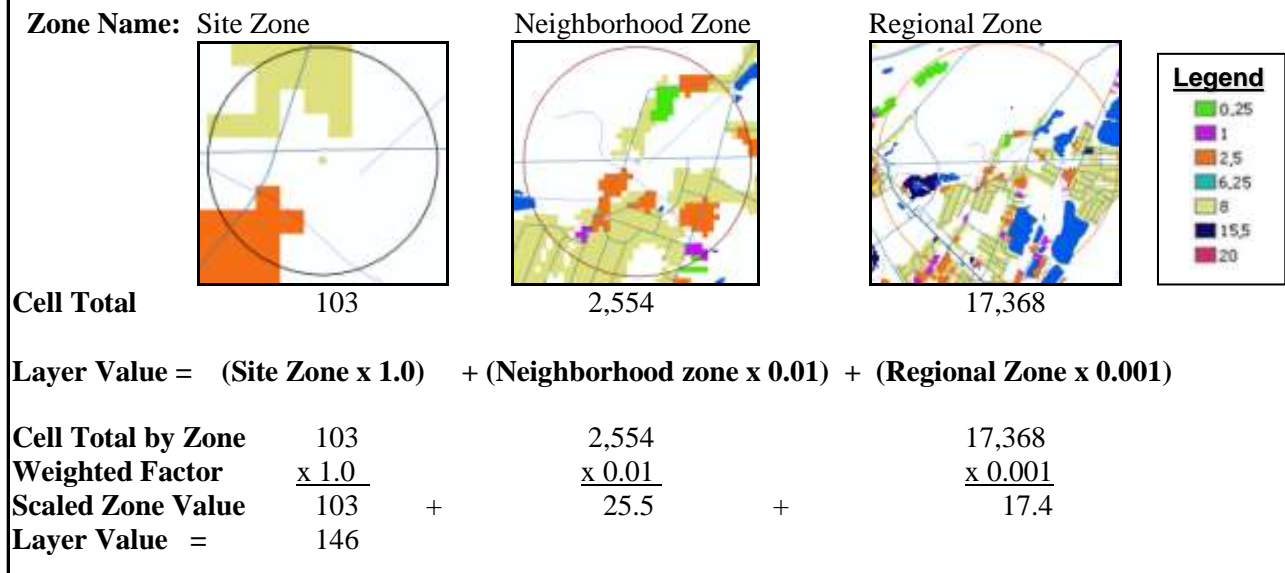 Zone Name: Site Zone Neighborhood Zone Regional Zone
Legend
0,25
1
2,5
6,25
8
15,5
20
Cell Total 103 2,554 17,368
Layer Value = (Site Zone x 1.0) + (Neighborhood zone x 0.01) + (Regional Zone x 0.001)
Cell Total by Zone 103 2,554 17,368
Weighted Factor x 1.0 x 0.01 x 0.001
Scaled Zone Value 103 + 25.5 + 17.4
Layer Value = 146